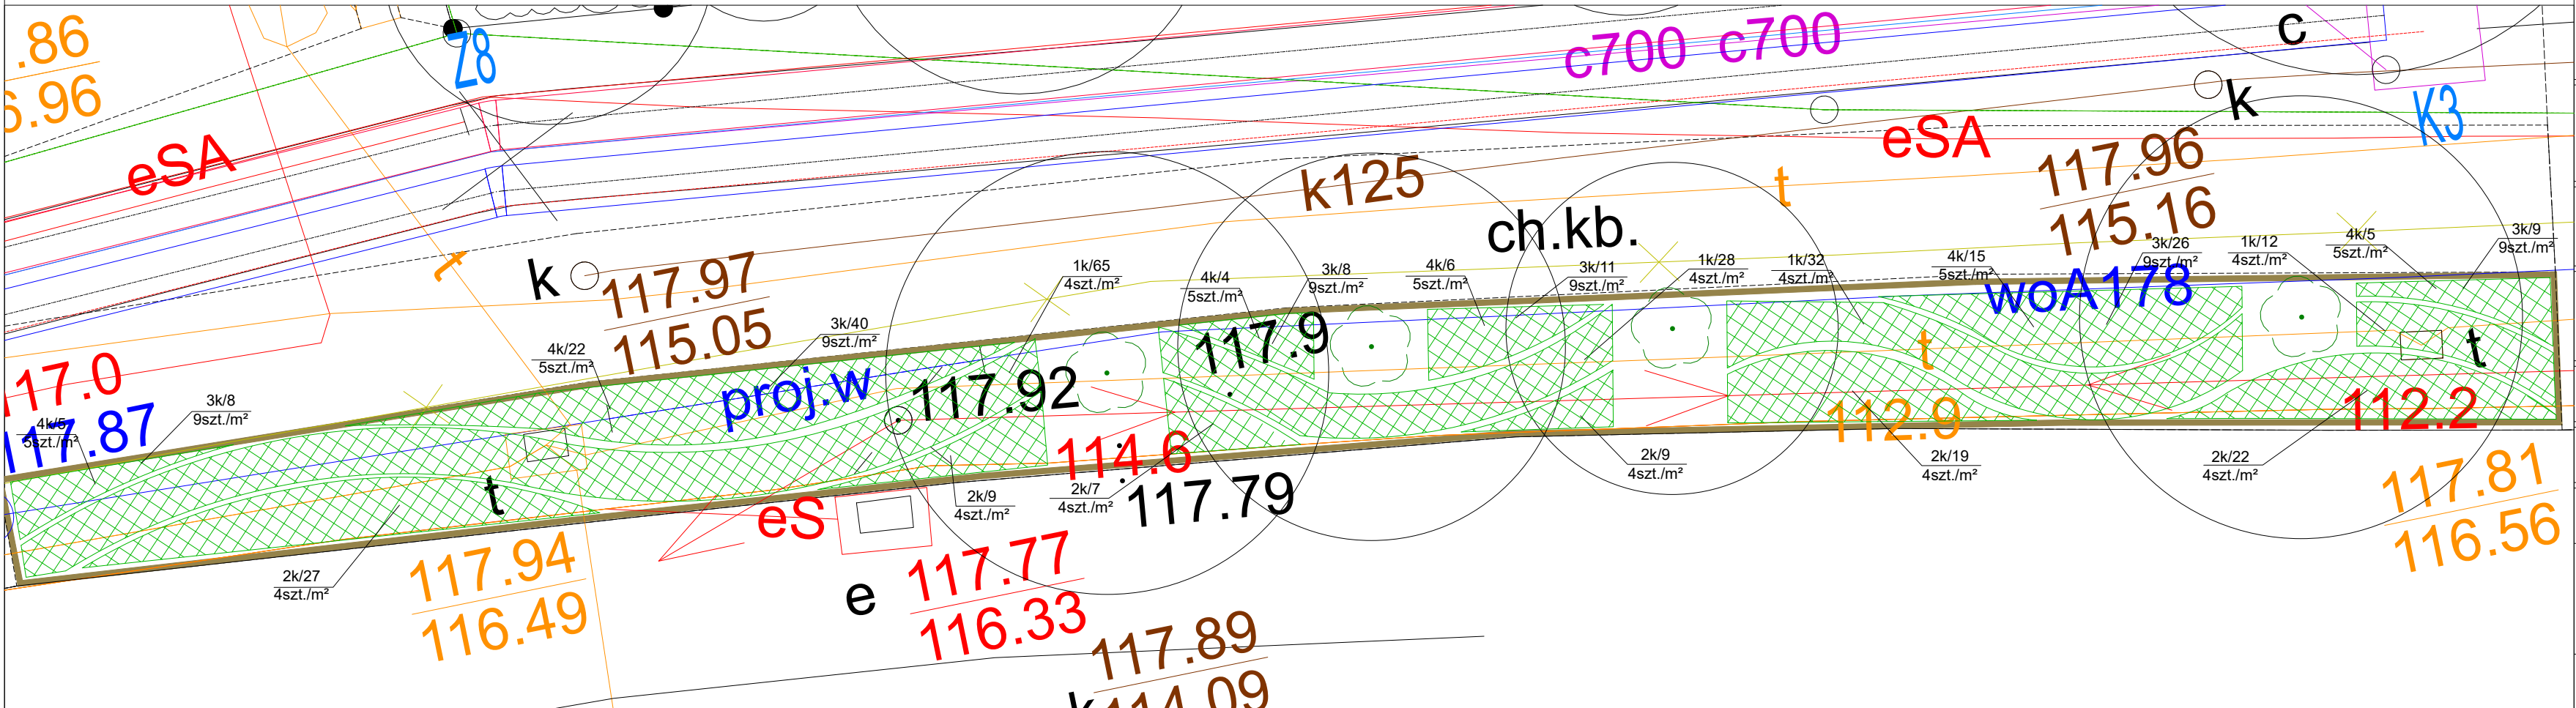 .86
6.96
Z8
c700 c700
c
k
K3
eSA
eSA
k125
t
117.96
115.16
ch.kb.
t
k
117.97
115.05
1k/65
4szt./m²
4k/4
5szt./m²
3k/8
9szt./m²
4k/6
5szt./m²
3k/11
9szt./m²
1k/28
4szt./m²
1k/32
4szt./m²
4k/15
5szt./m²
3k/26
9szt./m²
1k/12
4szt./m²
4k/5
5szt./m²
3k/9
9szt./m²
woA178
3k/40
9szt./m²
4k/22
5szt./m²
117.9
t
t
117.0
117.87
4k/5
5szt./m²
3k/8
9szt./m²
proj.w
117.92
114.6
112.9
112.2
t
2k/9
4szt./m²
2k/7
4szt./m²
117.79
2k/9
4szt./m²
2k/19
4szt./m²
2k/22
4szt./m²
117.81
116.56
eS
2k/27
4szt./m²
117.94
116.49
e
117.77
116.33
117.89
k
114.09